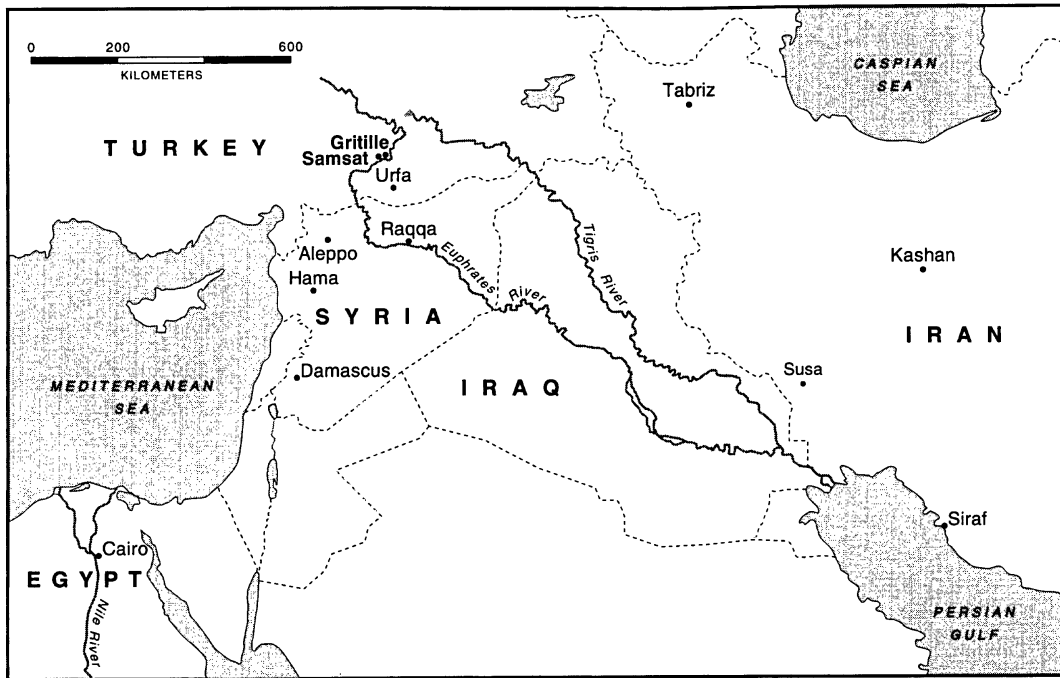 0 200 600
KILOMETERS
CASPIAN
SEA
Tabriz
TURKEY
Gritille
Samsat
Urfa
Raqqa
Aleppo
Hama
Euphrates River
Tigris River
Kashan
SYRIA
IRAN
MEDITERRANEAN
SEA
Damascus
IRAQ
Susa
Siraf
Cairo
EGYPT
Nile River
PERSIAN
GULF